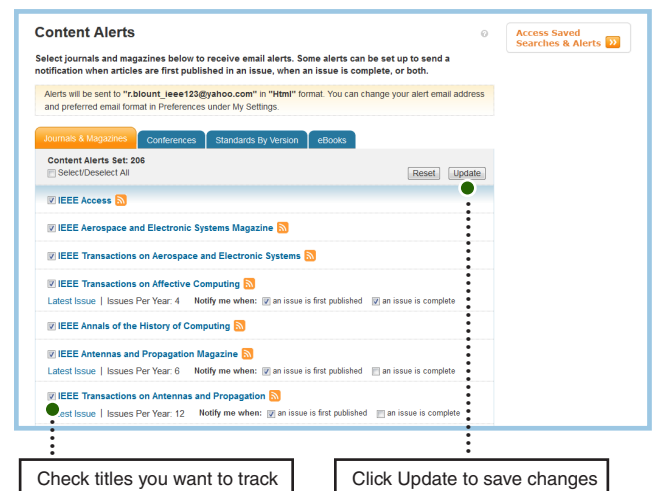 Content Alerts
Access Saved
Searches & Alerts
Select journals and magazines below to receive email alerts. Some alerts can be set up to send a
notification when articles are first published in an issue, when an issue is complete, or both.
Alerts will be sent to "r.blount_ieee123@yahoo.com" in "Html" format. You can change your alert email address
and preferred email format in Preferences under My Settings.
Journals & Magazines Conferences Standards By Version eBooks
Content Alerts Set: 206
Select/Deselect All Reset Update
IEEE Access
IEEE Aerospace and Electronic Systems Magazine
IEEE Transactions on Aerospace and Electronic Systems
IEEE Transactions on Affective Computing
Latest Issue | Issues Per Year: 4 Notify me when: an issue is first published an issue is complete
IEEE Annals of the History of Computing
IEEE Antennas and Propagation Magazine
Latest Issue | Issues Per Year: 6 Notify me when: an issue is first published an issue is complete
IEEE Transactions on Antennas and Propagation
Latest Issue | Issues Per Year: 12 Notify me when: an issue is first published an issue is complete
Check titles you want to track Click Update to save changes